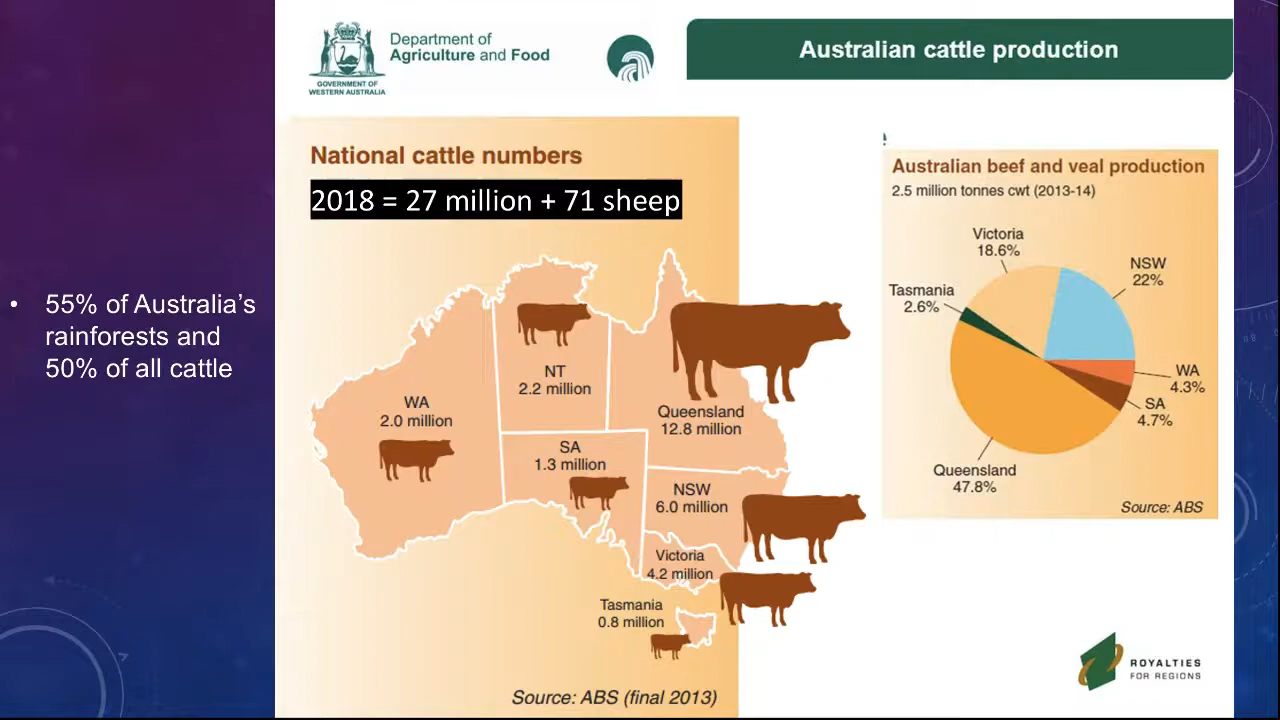 Department of
Agriculture and Food
GOVERNMENT OF
WESTERN AUSTRALIA
Australian cattle production
National cattle numbers
2018 = 27 million + 71 sheep
• 55% of Australia’s
rainforests and
50% of all cattle
NT
2.2 million
WA
2.0 million
Queensland
12.8 million
SA
1.3 million
NSW
6.0 million
Victoria
4.2 million
Tasmania
0.8 million
Source: ABS (final 2013)
Australian beef and veal production
2.5 million tonnes cwt (2013-14)
Victoria
18.6%
NSW
22%
Tasmania
2.6%
WA
4.3%
SA
4.7%
Queensland
47.8%
Source: ABS
ROYALTIES
FOR REGIONS